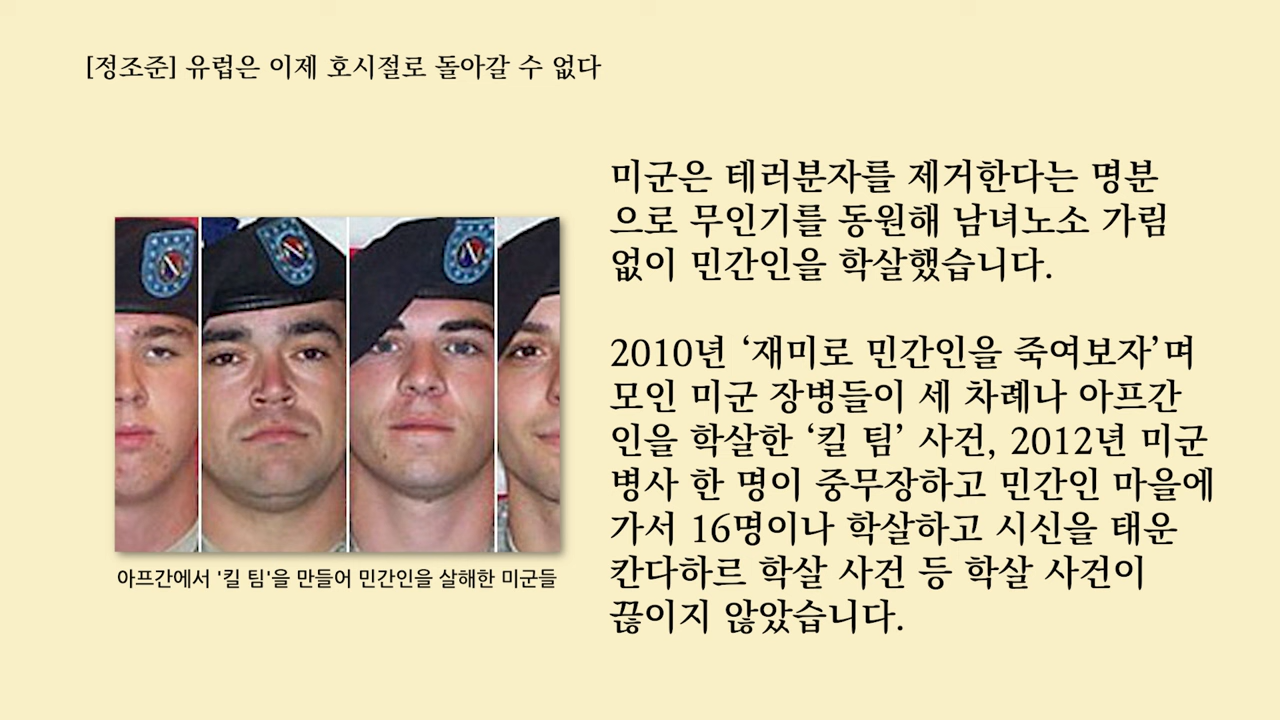 [정조준] 유럽은 이제 호시절로 돌아갈 수 없다
미군은 테러분자를 제거한다는 명분
으로 무인기를 동원해 남녀노소 가림
없이 민간인을 학살했습니다.
2010년 ‘재미로 민간인을 죽여보자’며
모인 미군 장병들이 세 차례나 아프간
인을 학살한 ‘킬 팀’ 사건, 2012년 미군
병사 한 명이 중무장하고 민간인 마을에
가서 16명이나 학살하고 시신을 태운
칸다하르 학살 사건 등 학살 사건이
끊이지 않았습니다.
아프간에서 '킬 팀'을 만들어 민간인을 살해한 미군들